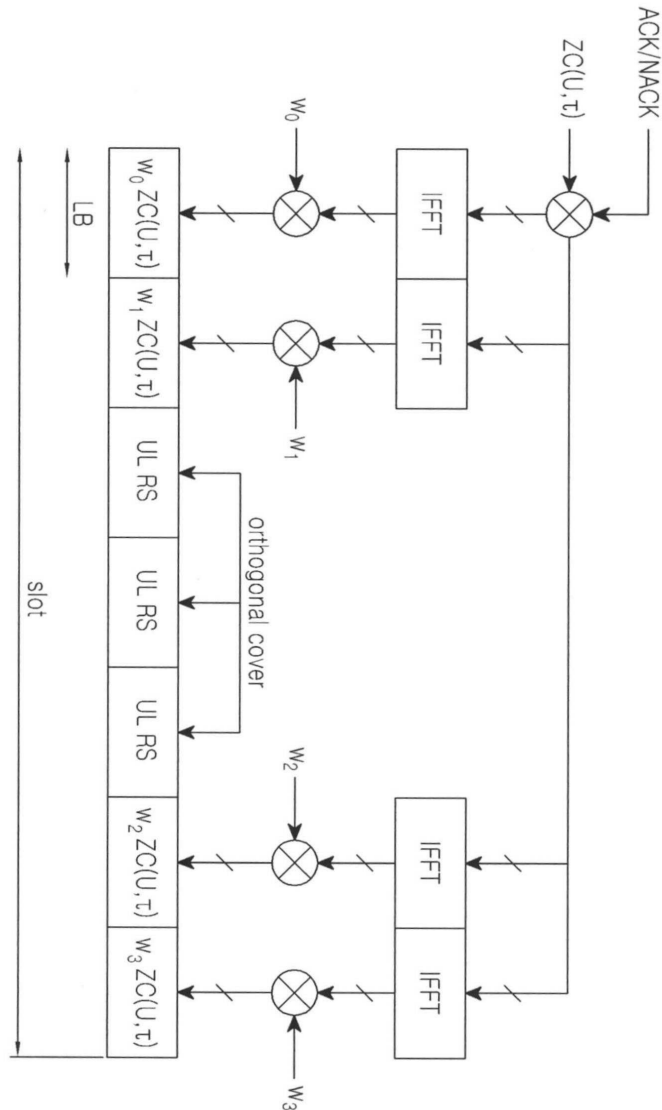 ACK/NACK
ZC(U,τ)
IFFT
IFFT
IFFT
IFFT
w₀
w₁
w₂
w₃
orthogonal cover
w₀ ZC(U,τ)
w₁ ZC(U,τ)
UL RS
UL RS
UL RS
w₂ ZC(U,τ)
w₃ ZC(U,τ)
LB
slot